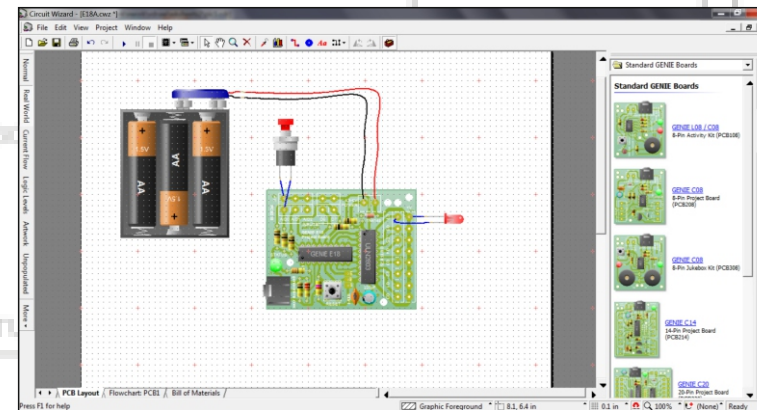 Circuit Wizard - [E18A.cwz *]
File Edit View Project Window Help
Normal
Real World
Current Flow
Logic Levels
Artwork
Unpopulated
More
1.5V
AA
1.5V
AA
1.5V
AA
GENIE E18
ULN2803
Standard GENIE Boards
Standard GENIE Boards
GENIE L08 / C08
8-Pin Activity Kit (PCB108)
GENIE C08
8-Pin Project Board
(PCB208)
GENIE C08
8-Pin Jukebox Kit (PCB308)
GENIE C14
14-Pin Project Board
(PCB214)
GENIE C20
20-Pin Project Board
PCB Layout / Flowchart: PCB1 / Bill of Materials
Press F1 for help
Graphic Foreground
8.1, 6.4 in
0.1 in
100%
(None)
Ready